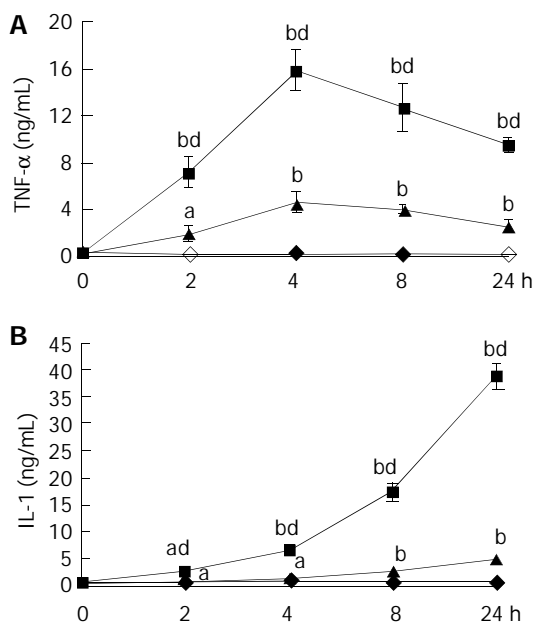 A
TNF-α (ng/mL)
20
16
12
8
4
0
bd
bd
bd
bd
a
b
b
b
0 2 4 8 24 h
B
IL-1 (ng/mL)
45
40
35
30
25
20
15
10
5
0
ad
bd
bd
bd
a
a
b
b
0 2 4 8 24 h